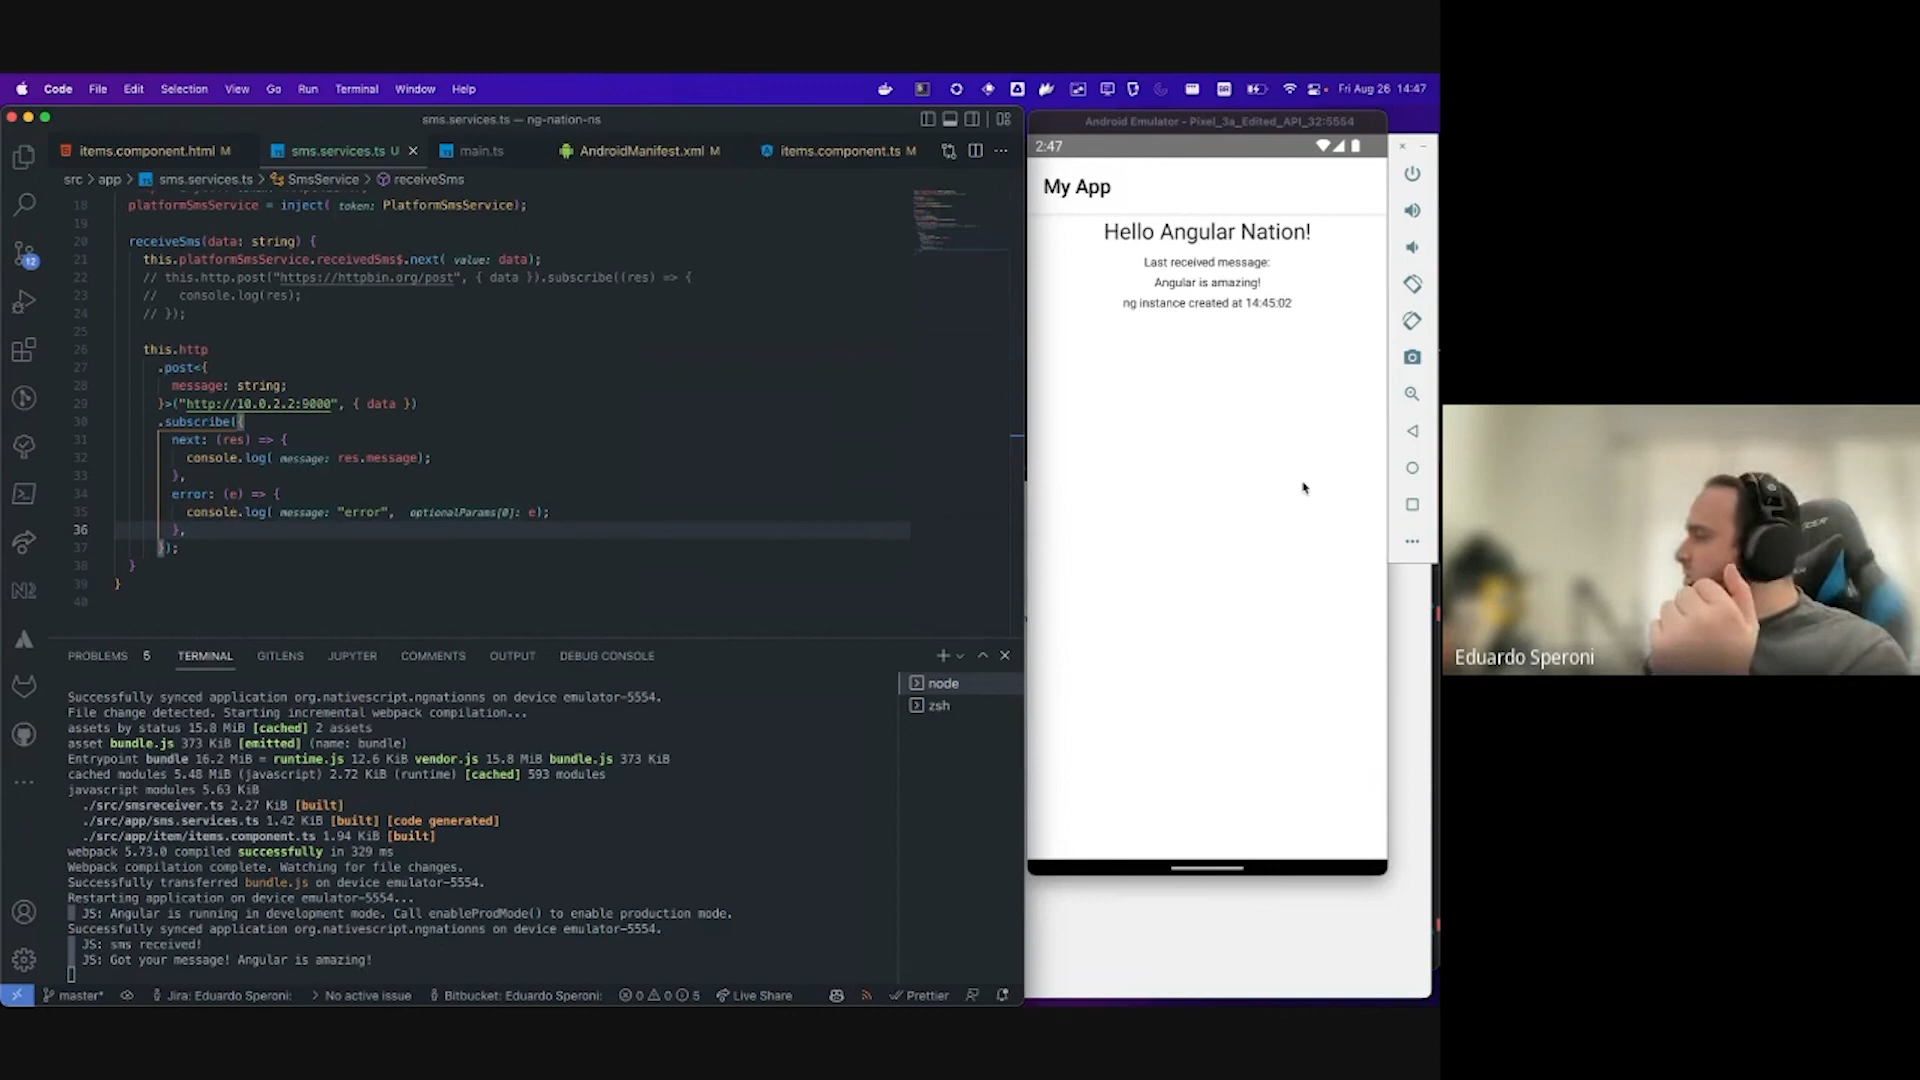 Code File Edit Selection View Go Run Terminal Window Help
Fri Aug 26 14:47
sms.services.ts — ng-nation-ns
items.component.html M
sms.services.ts U
main.ts
AndroidManifest.xml M
items.component.ts M
src > app > sms.services.ts > SmsService > receiveSms
18 platformSmsService = inject( token: PlatformSmsService);
19
20 receiveSms(data: string) {
21 this.platformSmsService.receivedSms$.next( value: data);
22 // this.http.post("https://httpbin.org/post", { data }).subscribe((res) => {
23 // console.log(res);
24 // });
25
26 this.http
27 .post<{
28 message: string;
29 }>("http://10.0.2.2:9000", { data })
30 .subscribe({
31 next: (res) => {
32 console.log( message: res.message);
33 },
34 error: (e) => {
35 console.log( message: "error", optionalParams[0]: e);
36 },
37 });
38 }
39 }
40
12
PROBLEMS 5 TERMINAL GITLENS JUPYTER COMMENTS OUTPUT DEBUG CONSOLE
node
zsh
Successfully synced application org.nativescript.ngnationns on device emulator-5554.
File change detected. Starting incremental webpack compilation...
assets by status 15.8 MiB [cached] 2 assets
asset bundle.js 373 KiB [emitted] (name: bundle)
Entrypoint bundle 16.2 MiB = runtime.js 12.6 KiB vendor.js 15.8 MiB bundle.js 373 KiB
cached modules 5.48 MiB (javascript) 2.72 KiB (runtime) [cached] 593 modules
javascript modules 5.63 KiB
./src/smsreceiver.ts 2.27 KiB [built]
./src/app/sms.services.ts 1.42 KiB [built] [code generated]
./src/app/item/items.component.ts 1.94 KiB [built]
webpack 5.73.0 compiled successfully in 329 ms
Webpack compilation complete. Watching for file changes.
Successfully transferred bundle.js on device emulator-5554.
Restarting application on device emulator-5554...
JS: Angular is running in development mode. Call enableProdMode() to enable production mode.
Successfully synced application org.nativescript.ngnationns on device emulator-5554.
JS: sms received!
JS: Got your message! Angular is amazing!
master* Jira: Eduardo Speroni: No active issue Bitbucket: Eduardo Speroni: 0 0 5 Live Share Prettier
Android Emulator - Pixel_3a_Edited_API_32:5554
2:47
My App
Hello Angular Nation!
Last received message:
Angular is amazing!
ng instance created at 14:45:02
Eduardo Speroni